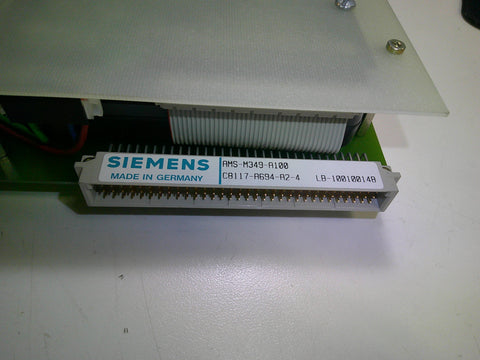 SIEMENS
MADE IN GERMANY
AMS-M349-A100
C8117-A694-A2-4 LB-100100148